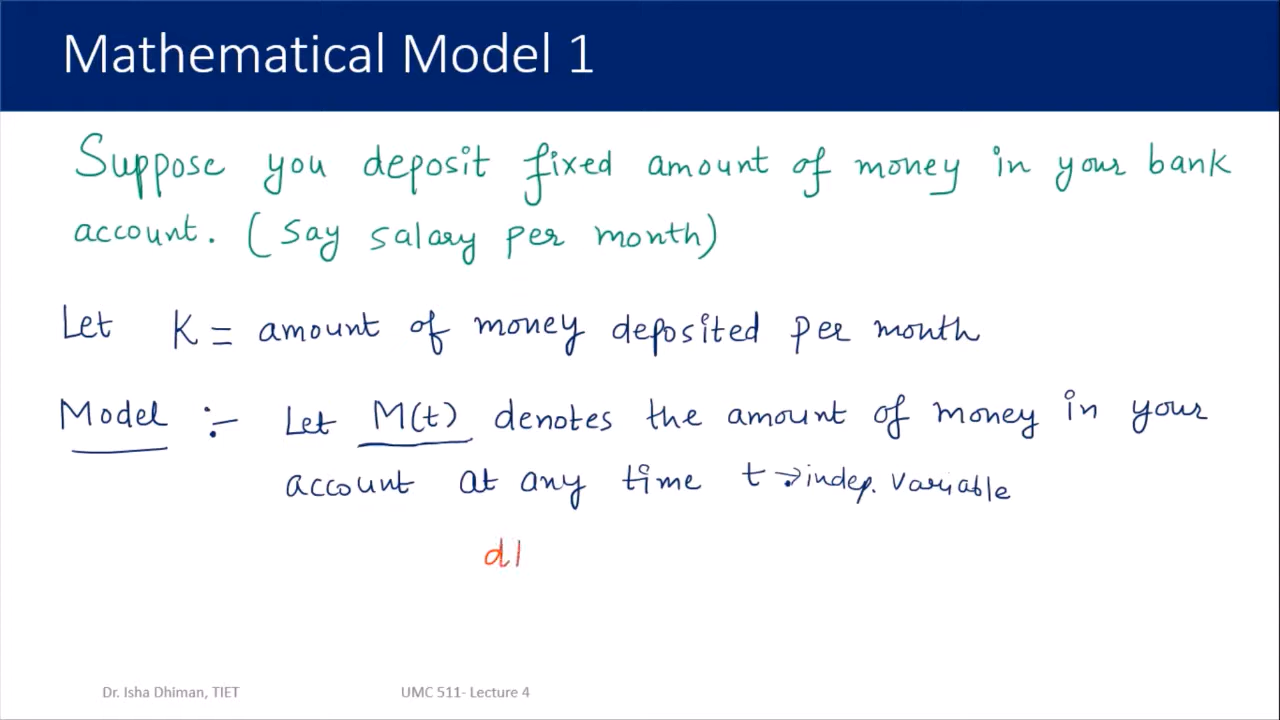 Mathematical Model 1
Suppose you deposit fixed amount of money in your bank
account. (Say salary per month)
Let K = amount of money deposited per month
Model :- Let M(t) denotes the amount of money in your
account at any time t → indep. variable
d
Dr. Isha Dhiman, TIET UMC 511- Lecture 4